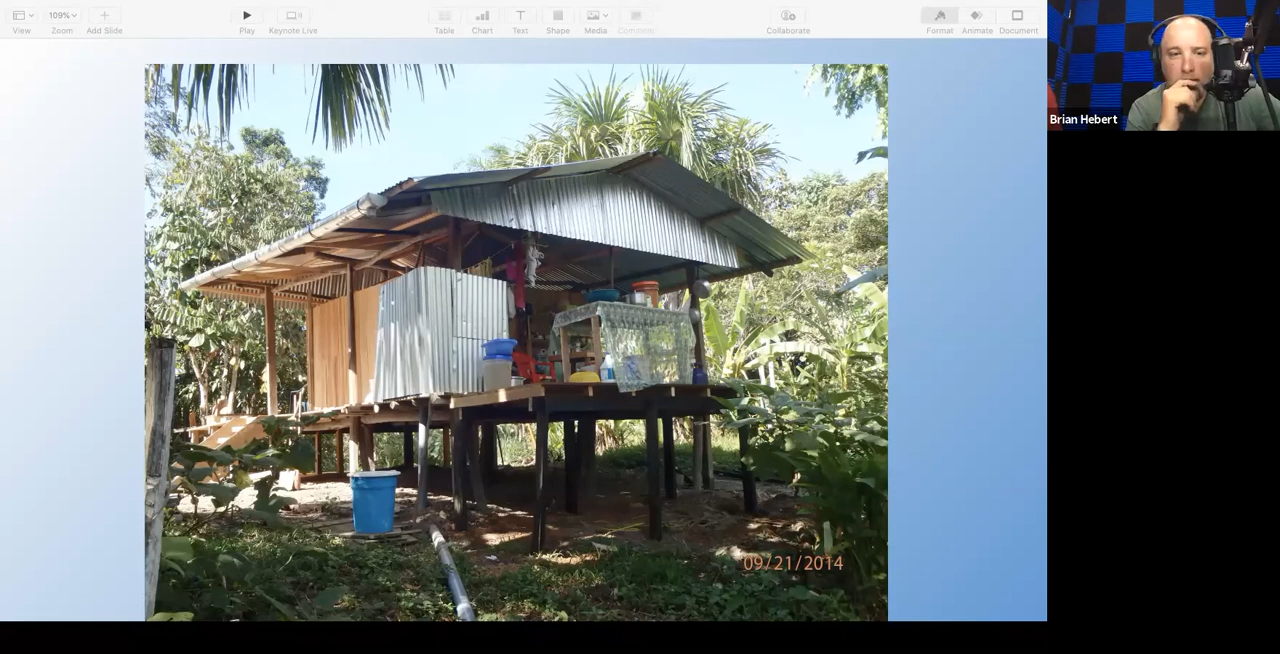 109%
View
Zoom
Add Slide
Play
Keynote Live
Table
Chart
Text
Shape
Media
Comment
Collaborate
Format
Animate
Document
Brian Hebert
09/21/2014